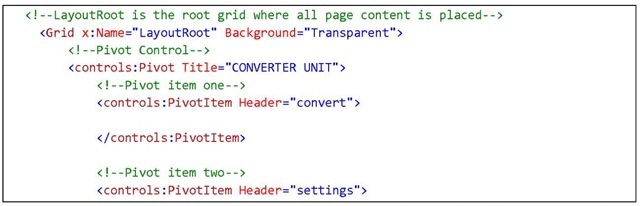 <!--LayoutRoot is the root grid where all page content is placed-->
<Grid x:Name="LayoutRoot" Background="Transparent">
<!--Pivot Control-->
<controls:Pivot Title="CONVERTER UNIT">
<!--Pivot item one-->
<controls:PivotItem Header="convert">
</controls:PivotItem>
<!--Pivot item two-->
<controls:PivotItem Header="settings">